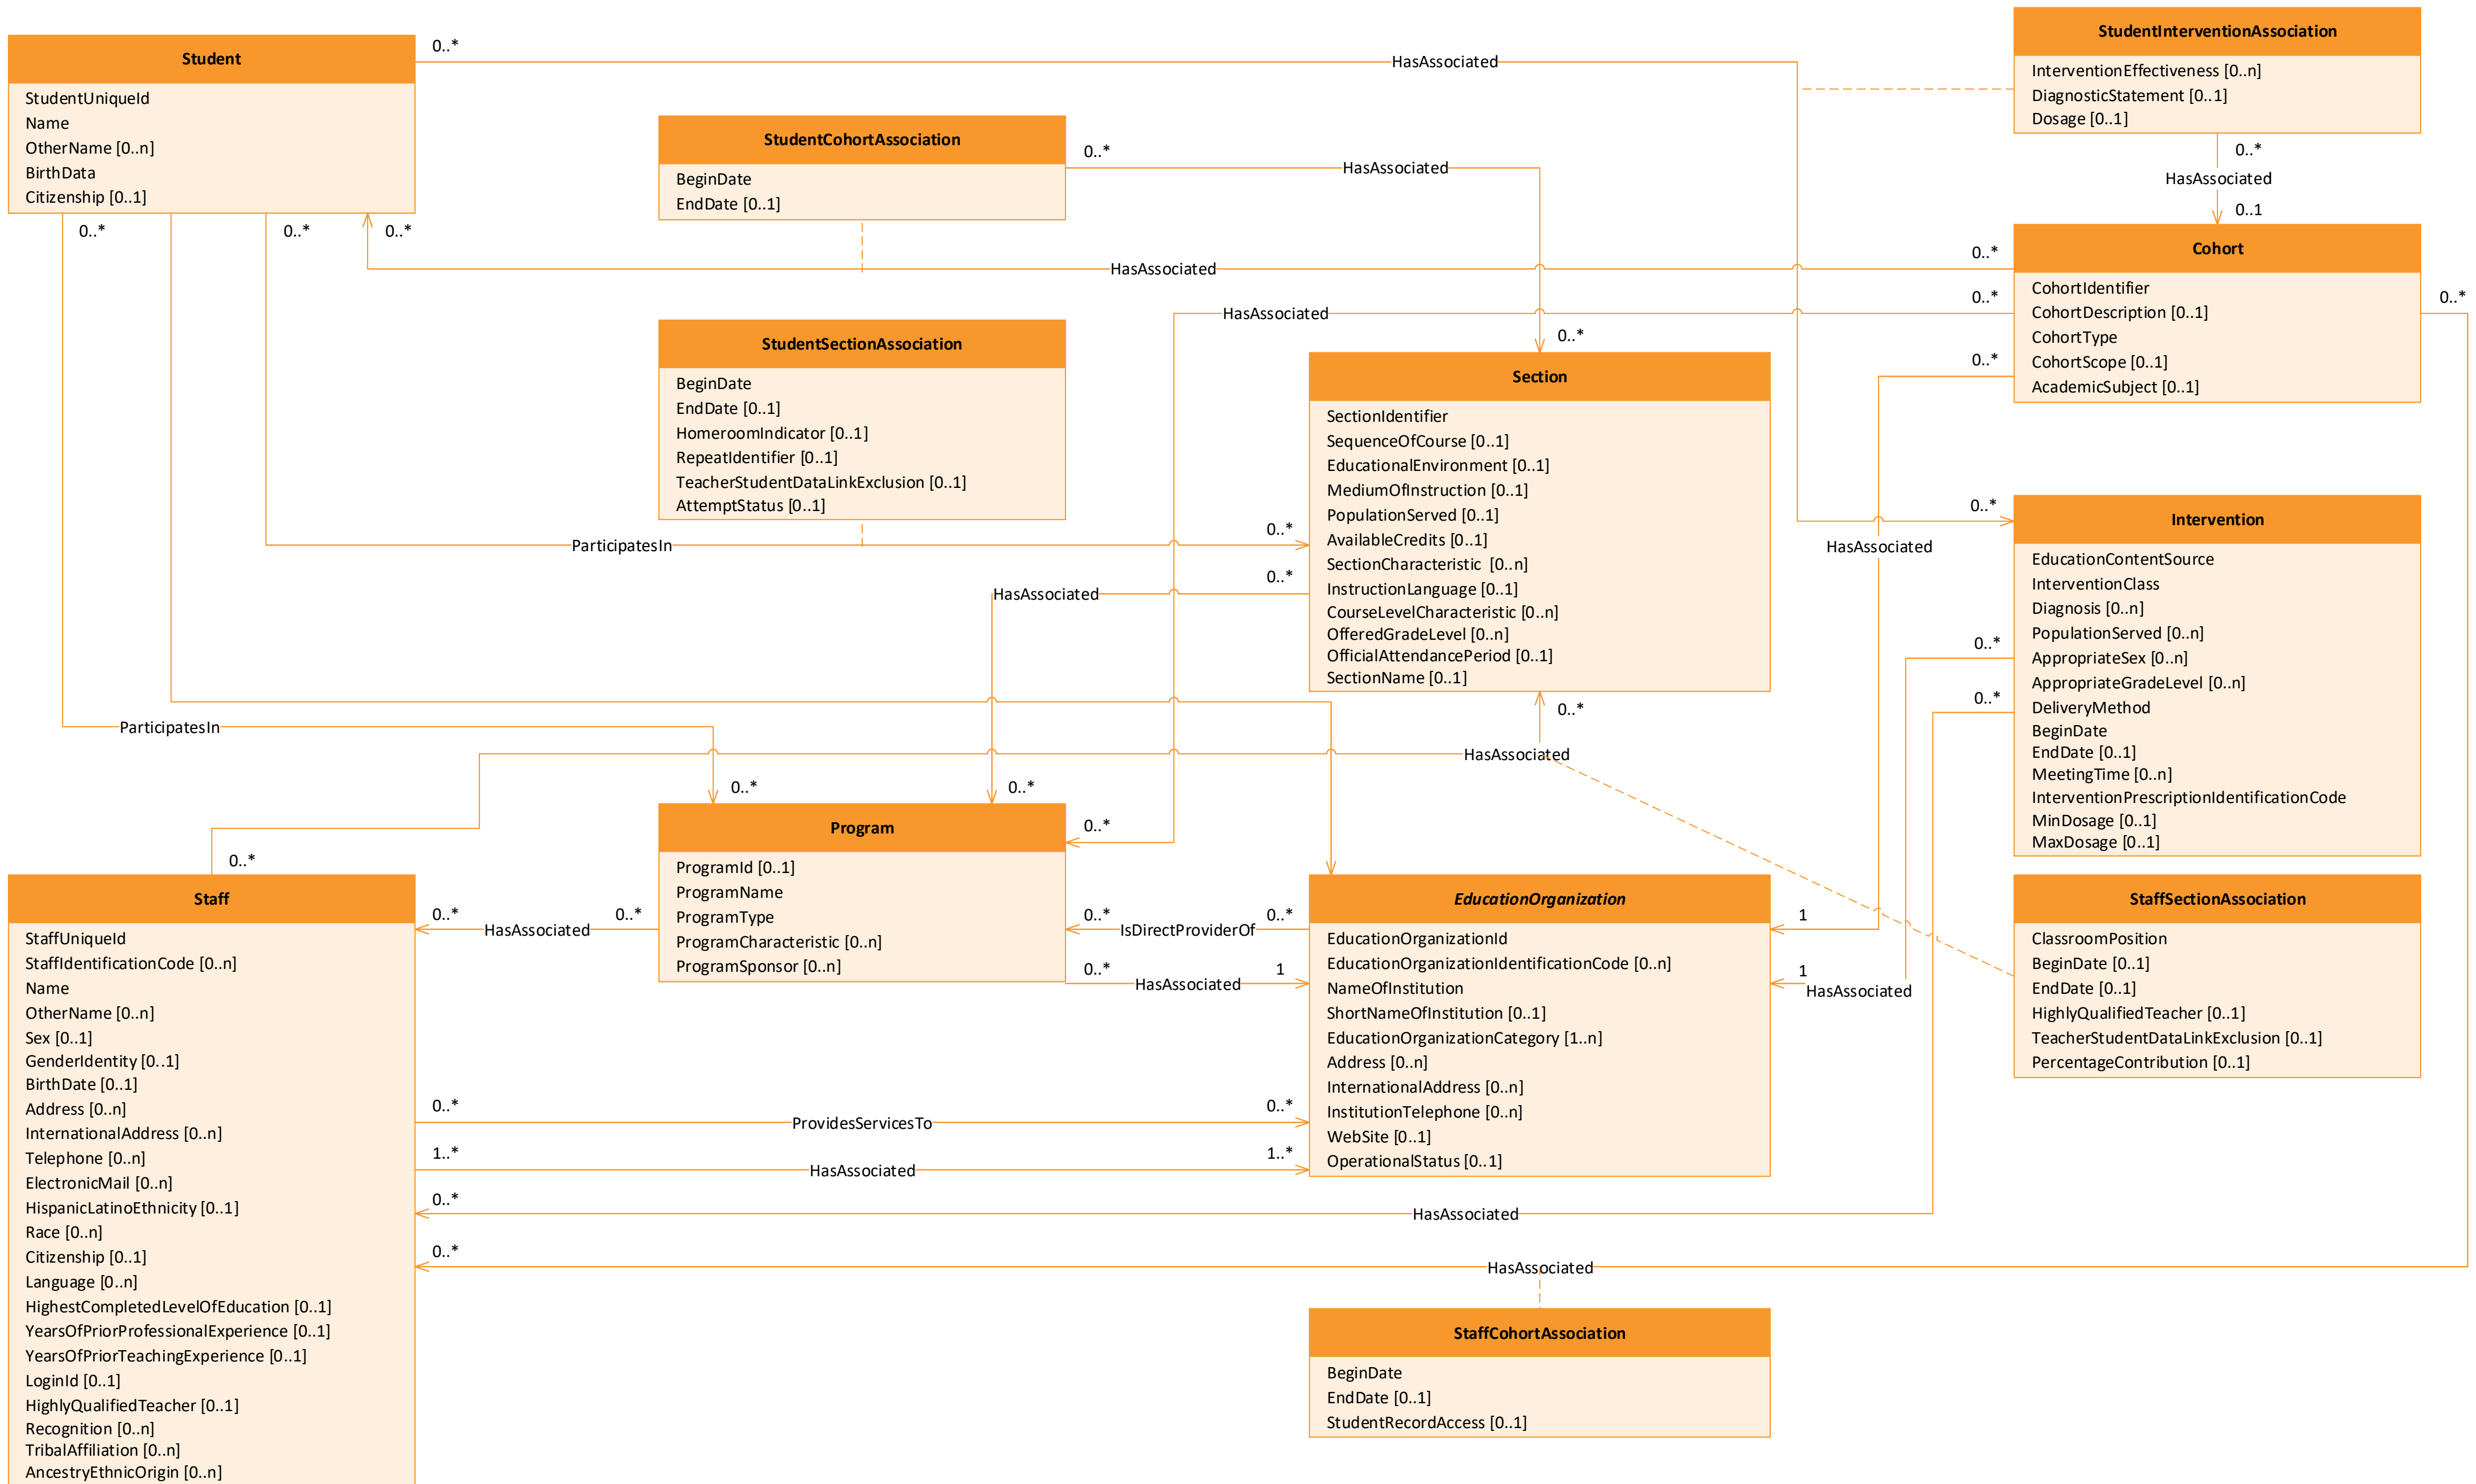 Student
StudentUniqueId
Name
OtherName [0..n]
BirthData
Citizenship [0..1]
0..*
HasAssociated
StudentInterventionAssociation
InterventionEffectiveness [0..n]
DiagnosticStatement [0..1]
Dosage [0..1]
0..*
HasAssociated
0..1
StudentCohortAssociation
BeginDate
EndDate [0..1]
0..*
HasAssociated
0..*
0..*
0..*
0..*
HasAssociated
0..*
Cohort
CohortIdentifier
CohortDescription [0..1]
CohortType
CohortScope [0..1]
AcademicSubject [0..1]
0..*
HasAssociated
0..*
0..*
StudentSectionAssociation
BeginDate
EndDate [0..1]
HomeroomIndicator [0..1]
RepeatIdentifier [0..1]
TeacherStudentDataLinkExclusion [0..1]
AttemptStatus [0..1]
Section
SectionIdentifier
SequenceOfCourse [0..1]
EducationalEnvironment [0..1]
MediumOfInstruction [0..1]
PopulationServed [0..1]
AvailableCredits [0..1]
SectionCharacteristic [0..n]
InstructionLanguage [0..1]
CourseLevelCharacteristic [0..n]
OfferedGradeLevel [0..n]
OfficialAttendancePeriod [0..1]
SectionName [0..1]
0..*
Intervention
EducationContentSource
InterventionClass
Diagnosis [0..n]
PopulationServed [0..n]
AppropriateSex [0..n]
AppropriateGradeLevel [0..n]
DeliveryMethod
BeginDate
EndDate [0..1]
MeetingTime [0..n]
InterventionPrescriptionIdentificationCode
MinDosage [0..1]
MaxDosage [0..1]
ParticipatesIn
0..*
HasAssociated
HasAssociated
0..*
0..*
0..*
0..*
ParticipatesIn
HasAssociated
0..*
0..*
0..*
Program
ProgramId [0..1]
ProgramName
ProgramType
ProgramCharacteristic [0..n]
ProgramSponsor [0..n]
0..*
0..*
Staff
StaffUniqueId
StaffIdentificationCode [0..n]
Name
OtherName [0..n]
Sex [0..1]
GenderIdentity [0..1]
BirthDate [0..1]
Address [0..n]
InternationalAddress [0..n]
Telephone [0..n]
ElectronicMail [0..n]
HispanicLatinoEthnicity [0..1]
Race [0..n]
Citizenship [0..1]
Language [0..n]
HighestCompletedLevelOfEducation [0..1]
YearsOfPriorProfessionalExperience [0..1]
YearsOfPriorTeachingExperience [0..1]
LoginId [0..1]
HighlyQualifiedTeacher [0..1]
Recognition [0..n]
TribalAffiliation [0..n]
AncestryEthnicOrigin [0..n]
0..*
HasAssociated
0..*
0..*
IsDirectProviderOf
0..*
0..*
HasAssociated
1
EducationOrganization
EducationOrganizationId
EducationOrganizationIdentificationCode [0..n]
NameOfInstitution
ShortNameOfInstitution [0..1]
EducationOrganizationCategory [1..n]
Address [0..n]
InternationalAddress [0..n]
InstitutionTelephone [0..n]
WebSite [0..1]
OperationalStatus [0..1]
1
1
HasAssociated
StaffSectionAssociation
ClassroomPosition
BeginDate [0..1]
EndDate [0..1]
HighlyQualifiedTeacher [0..1]
TeacherStudentDataLinkExclusion [0..1]
PercentageContribution [0..1]
0..*
ProvidesServicesTo
0..*
1..*
HasAssociated
1..*
0..*
HasAssociated
0..*
HasAssociated
StaffCohortAssociation
BeginDate
EndDate [0..1]
StudentRecordAccess [0..1]